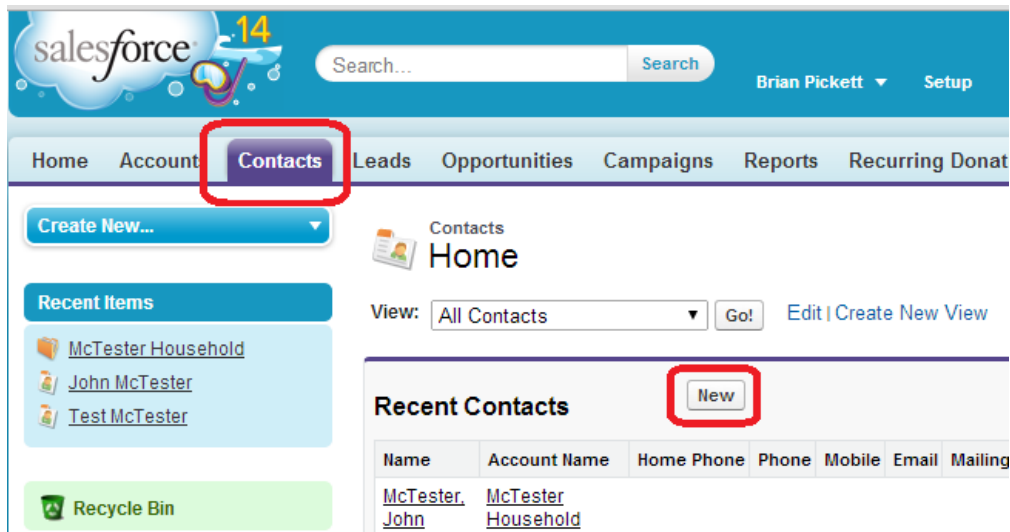 14
salesforce
Search... Search
Brian Pickett Setup
Home Account Contacts Leads Opportunities Campaigns Reports Recurring Donat
Create New...
Contacts
Home
Recent Items
View: All Contacts Go! Edit | Create New View
McTester Household
John McTester
Test McTester
Recent Contacts New
Name Account Name Home Phone Phone Mobile Email Mailing
McTester, McTester
John Household
Recycle Bin